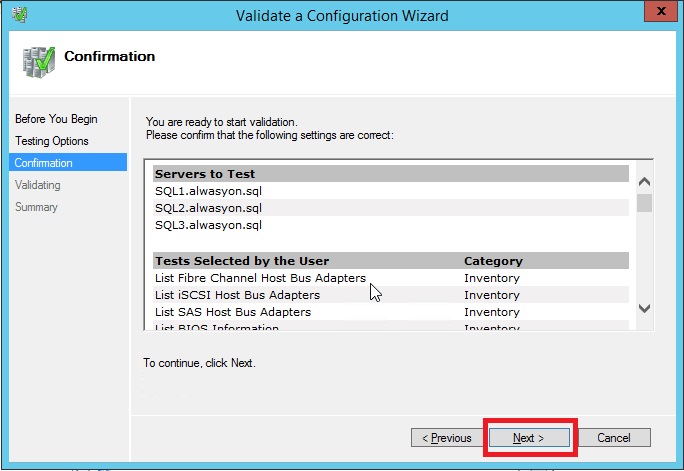 Validate a Configuration Wizard
x
Confirmation
Before You Begin
Testing Options
Confirmation
Validating
Summary
You are ready to start validation.
Please confirm that the following settings are correct:
Servers to Test
SQL1.alwasyon.sql
SQL2.alwasyon.sql
SQL3.alwasyon.sql
Tests Selected by the User Category
List Fibre Channel Host Bus Adapters Inventory
List iSCSI Host Bus Adapters Inventory
List SAS Host Bus Adapters Inventory
List BIOS Information Inventory
To continue, click Next.
< Previous Next > Cancel